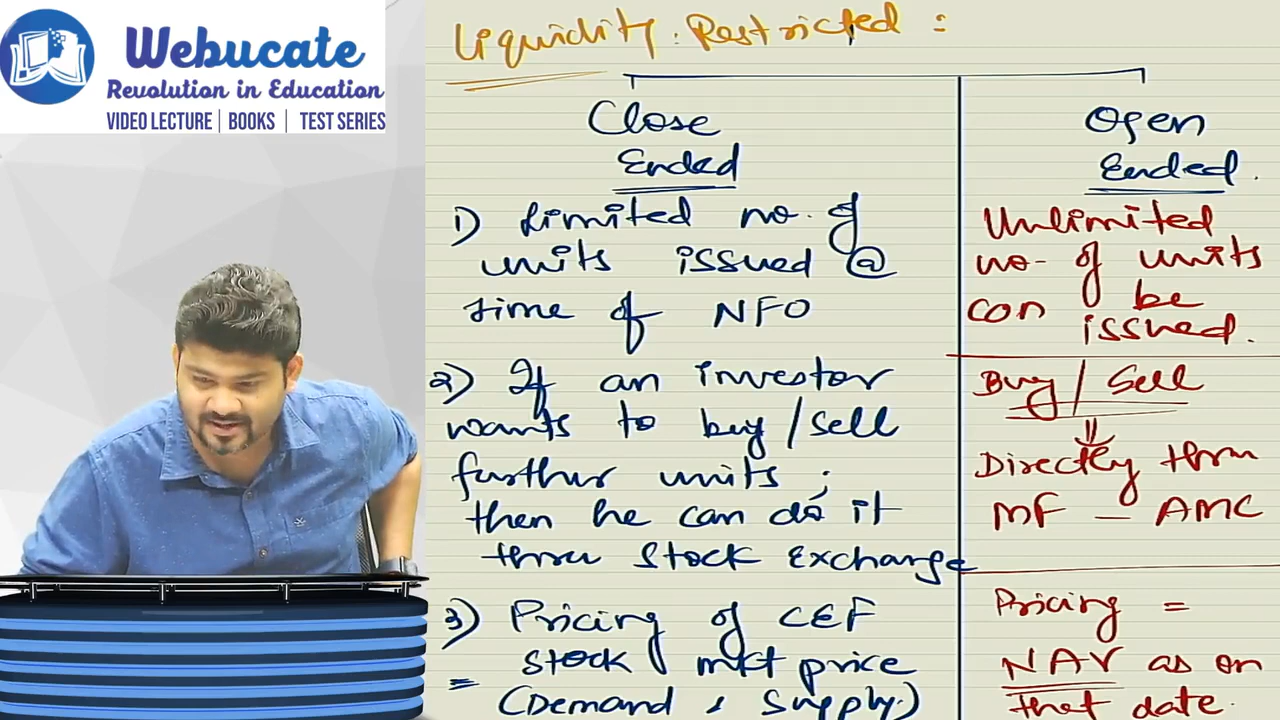 Webucate
Revolution in Education
VIDEO LECTURE | BOOKS | TEST SERIES
Liquidity: Restricted :
Close
Ended
1) Limited no. of
units issued @
time of NFO
2) If an investor
wants to buy/sell
further units ;
then he can do it
thru Stock Exchange
3) Pricing of CEF
= Stock mkt price
(Demand & Supply.)
Open
Ended.
Unlimited
no. of units
can be
issued.
Buy / Sell
⇓
Directly thru
MF – AMC
Pricing =
NAV as on
that date.